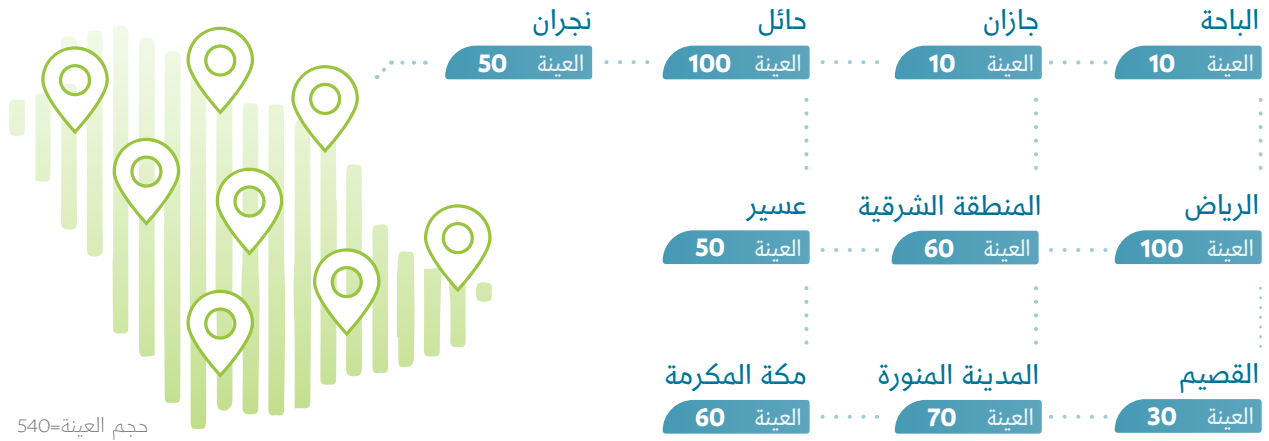 الباحة
العينة 10
جازان
العينة 10
حائل
العينة 100
نجران
العينة 50
الرياض
العينة 100
المنطقة الشرقية
العينة 60
عسير
العينة 50
القصيم
العينة 30
المدينة المنورة
العينة 70
مكة المكرمة
العينة 60
حجم العينة=540